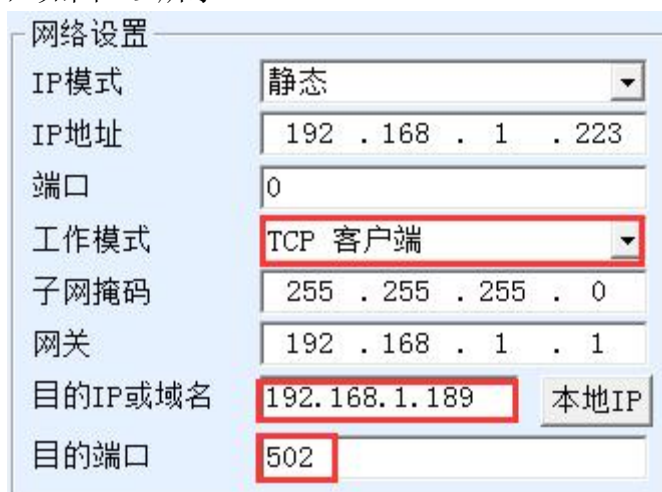 网络设置
IP模式 静态
IP地址 192 . 168 . 1 . 223
端口 0
工作模式 TCP 客户端
子网掩码 255 . 255 . 255 . 0
网关 192 . 168 . 1 . 1
目的IP或域名 192.168.1.189 本地IP
目的端口 502